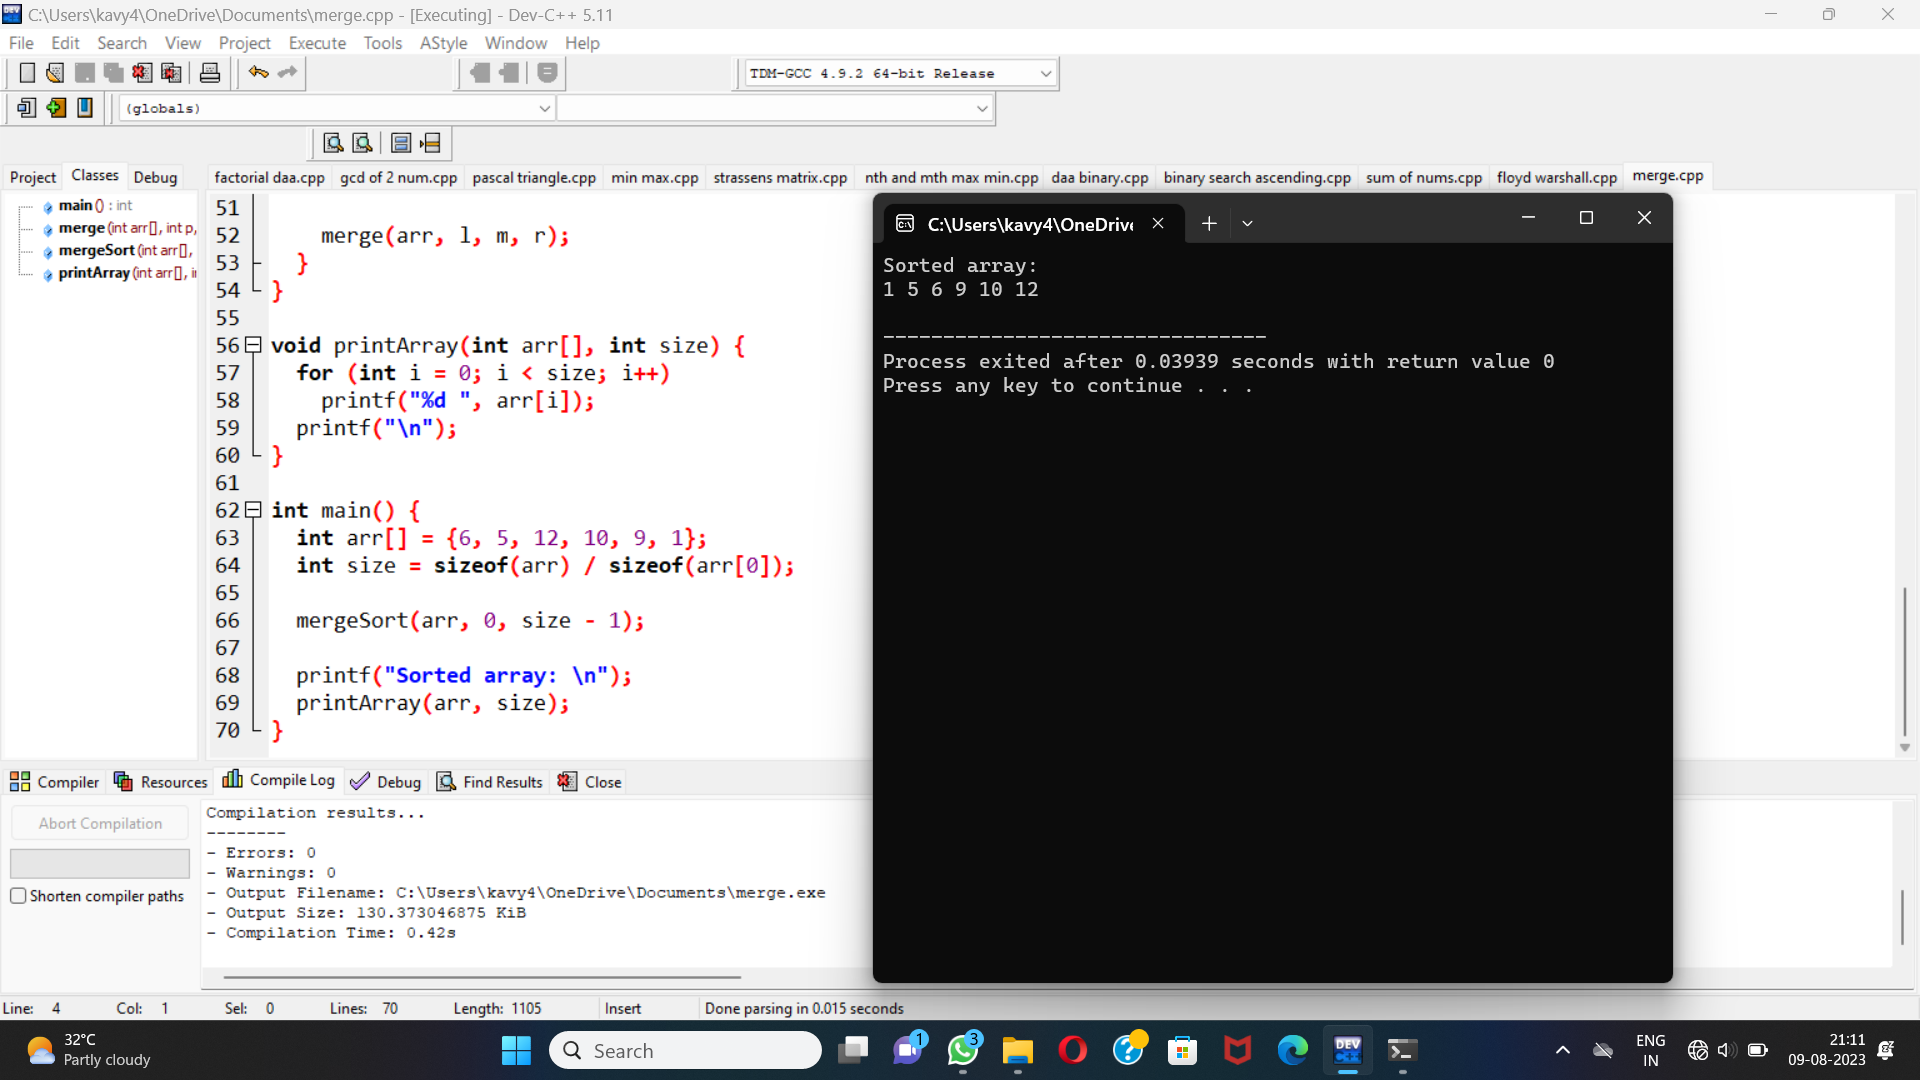 C:\Users\kavy4\OneDrive\Documents\merge.cpp - [Executing] - Dev-C++ 5.11
File Edit Search View Project Execute Tools AStyle Window Help
TDM-GCC 4.9.2 64-bit Release
(globals)
Project Classes Debug
factorial daa.cpp gcd of 2 num.cpp pascal triangle.cpp min max.cpp strassens matrix.cpp nth and mth max min.cpp daa binary.cpp binary search ascending.cpp sum of nums.cpp floyd warshall.cpp merge.cpp
main () : int
merge (int arr[], int p,
mergeSort (int arr[],
printArray (int arr[], i
51
52 merge(arr, l, m, r);
53 }
54 }
55
56 void printArray(int arr[], int size) {
57 for (int i = 0; i < size; i++)
58 printf("%d ", arr[i]);
59 printf("\n");
60 }
61
62 int main() {
63 int arr[] = {6, 5, 12, 10, 9, 1};
64 int size = sizeof(arr) / sizeof(arr[0]);
65
66 mergeSort(arr, 0, size - 1);
67
68 printf("Sorted array: \n");
69 printArray(arr, size);
70 }
C:\Users\kavy4\OneDrive
Sorted array:
1 5 6 9 10 12
--------------------------------
Process exited after 0.03939 seconds with return value 0
Press any key to continue . . .
Compiler Resources Compile Log Debug Find Results Close
Abort Compilation
Shorten compiler paths
Compilation results...
--------
- Errors: 0
- Warnings: 0
- Output Filename: C:\Users\kavy4\OneDrive\Documents\merge.exe
- Output Size: 130.373046875 KiB
- Compilation Time: 0.42s
Line: 4 Col: 1 Sel: 0 Lines: 70 Length: 1105 Insert Done parsing in 0.015 seconds
32°C
Partly cloudy
Search
1
3
DEV
C++
ENG
IN
21:11
09-08-2023